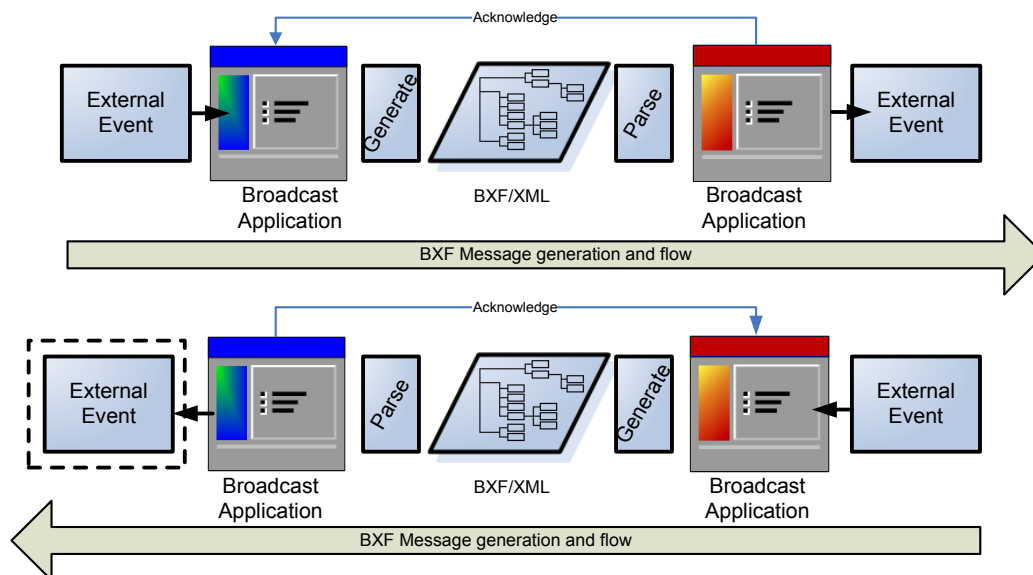 Acknowledge
External
Event
Generate
Parse
External
Event
Broadcast
Application
BXF/XML
Broadcast
Application
BXF Message generation and flow
Acknowledge
External
Event
Parse
Generate
External
Event
Broadcast
Application
BXF/XML
Broadcast
Application
BXF Message generation and flow